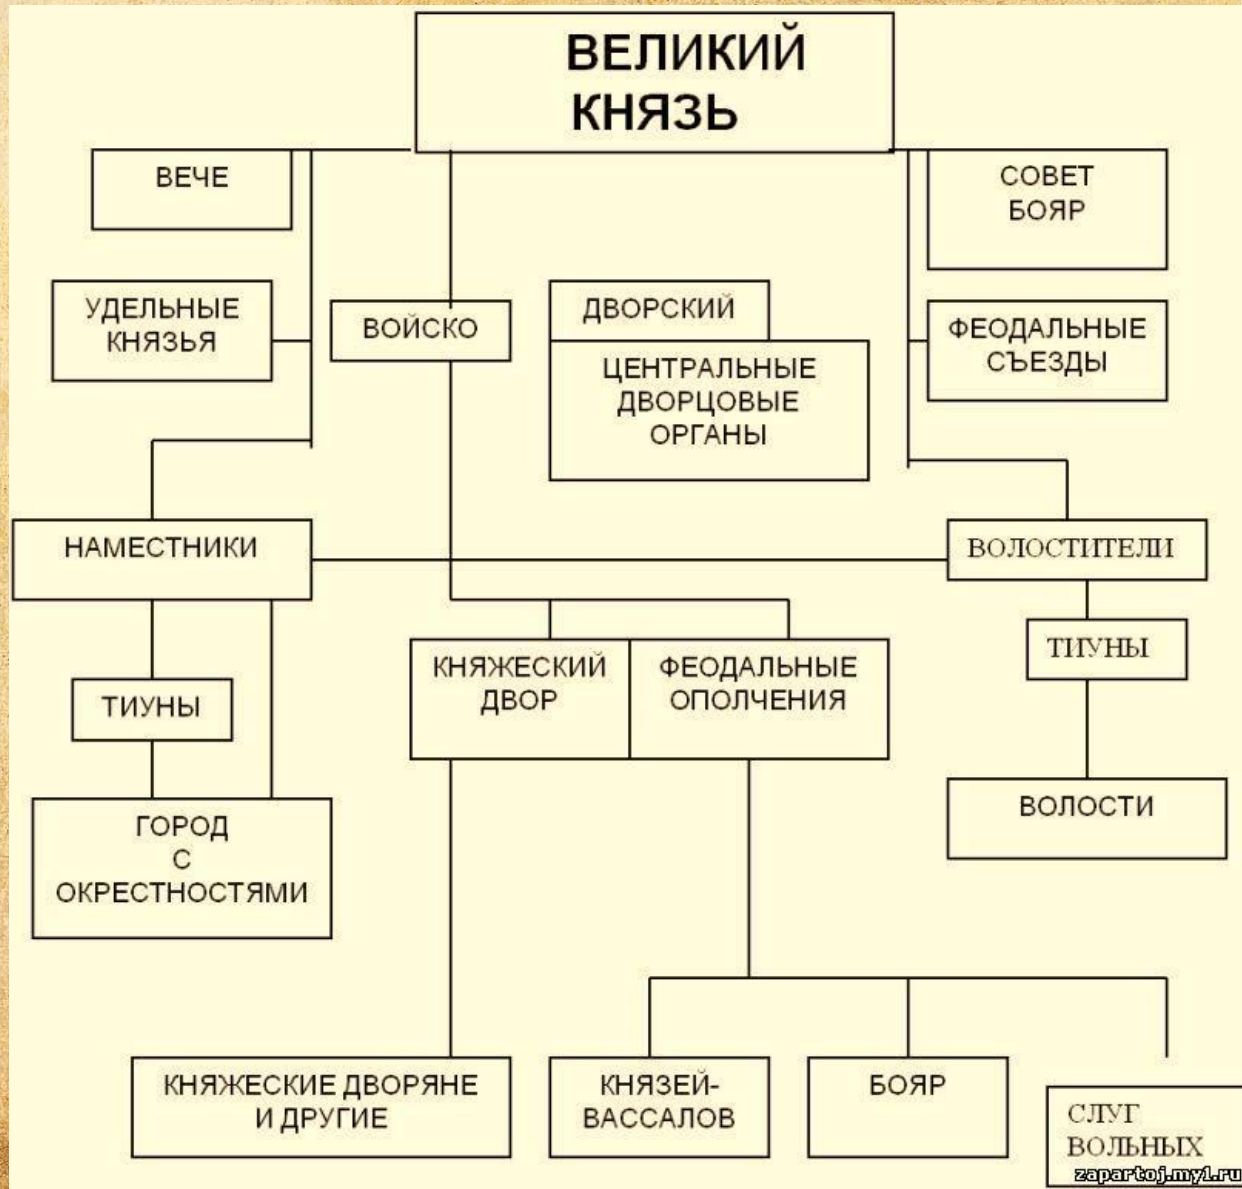 ВЕЛИКИЙ
КНЯЗЬ
ВЕЧЕ
СОВЕТ
БОЯР
УДЕЛЬНЫЕ
КНЯЗЬЯ
ВОЙСКО
ДВОРСКИЙ
ЦЕНТРАЛЬНЫЕ
ДВОРЦОВЫЕ
ОРГАНЫ
ФЕОДАЛЬНЫЕ
СЪЕЗДЫ
НАМЕСТНИКИ
ВОЛОСТИТЕЛИ
ТИУНЫ
КНЯЖЕСКИЙ
ДВОР
ФЕОДАЛЬНЫЕ
ОПОЛЧЕНИЯ
ТИУНЫ
ГОРОД
С
ОКРЕСТНОСТЯМИ
ВОЛОСТИ
КНЯЖЕСКИЕ ДВОРЯНЕ
И ДРУГИЕ
КНЯЗЕЙ-
ВАССАЛОВ
БОЯР
СЛУГ
ВОЛЬНЫХ
zapartoj.my1.ru